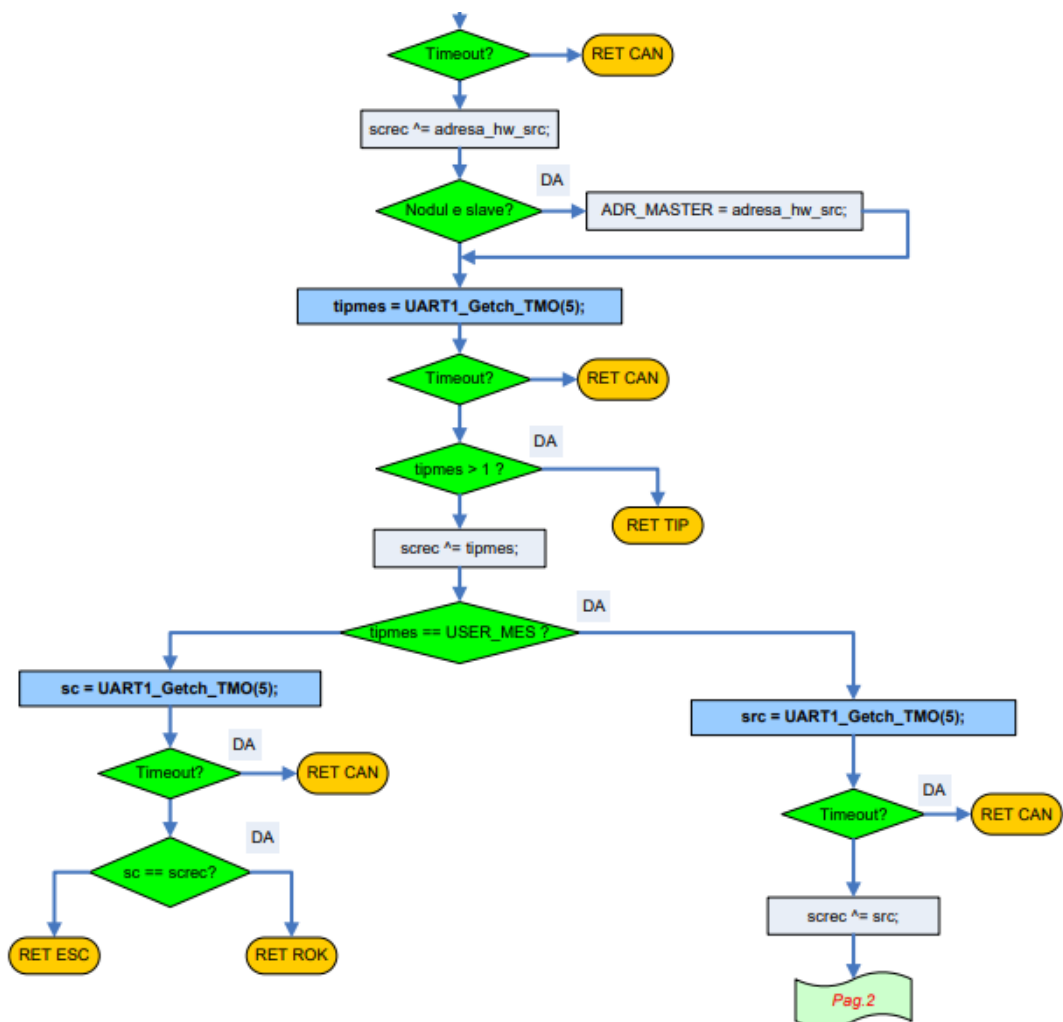 Timeout?
RET CAN
screc ^= adresa_hw_src;
DA
Nodul e slave?
ADR_MASTER = adresa_hw_src;
tipmes = UART1_Getch_TMO(5);
Timeout?
RET CAN
DA
tipmes > 1 ?
RET TIP
screc ^= tipmes;
DA
tipmes == USER_MES ?
sc = UART1_Getch_TMO(5);
src = UART1_Getch_TMO(5);
DA
Timeout?
RET CAN
DA
Timeout?
RET CAN
DA
sc == screc?
screc ^= src;
RET ESC
RET ROK
Pag.2